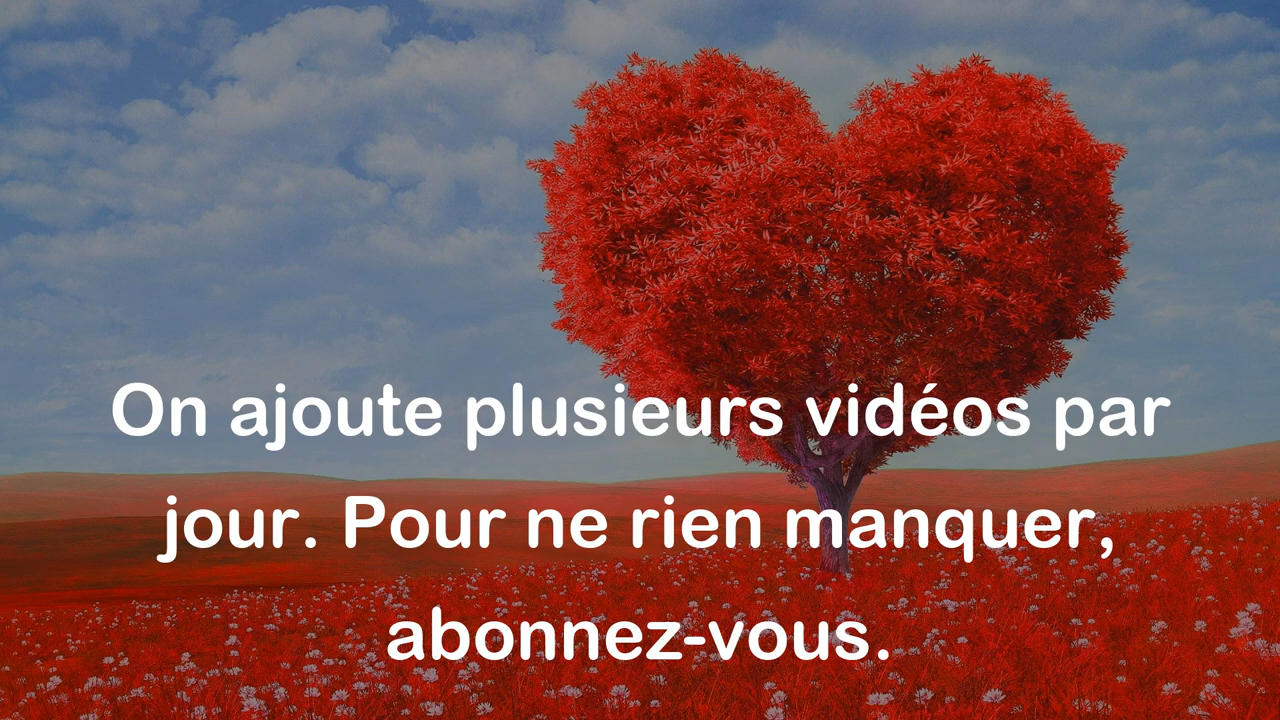 On ajoute plusieurs vidéos par
jour. Pour ne rien manquer,
abonnez-vous.